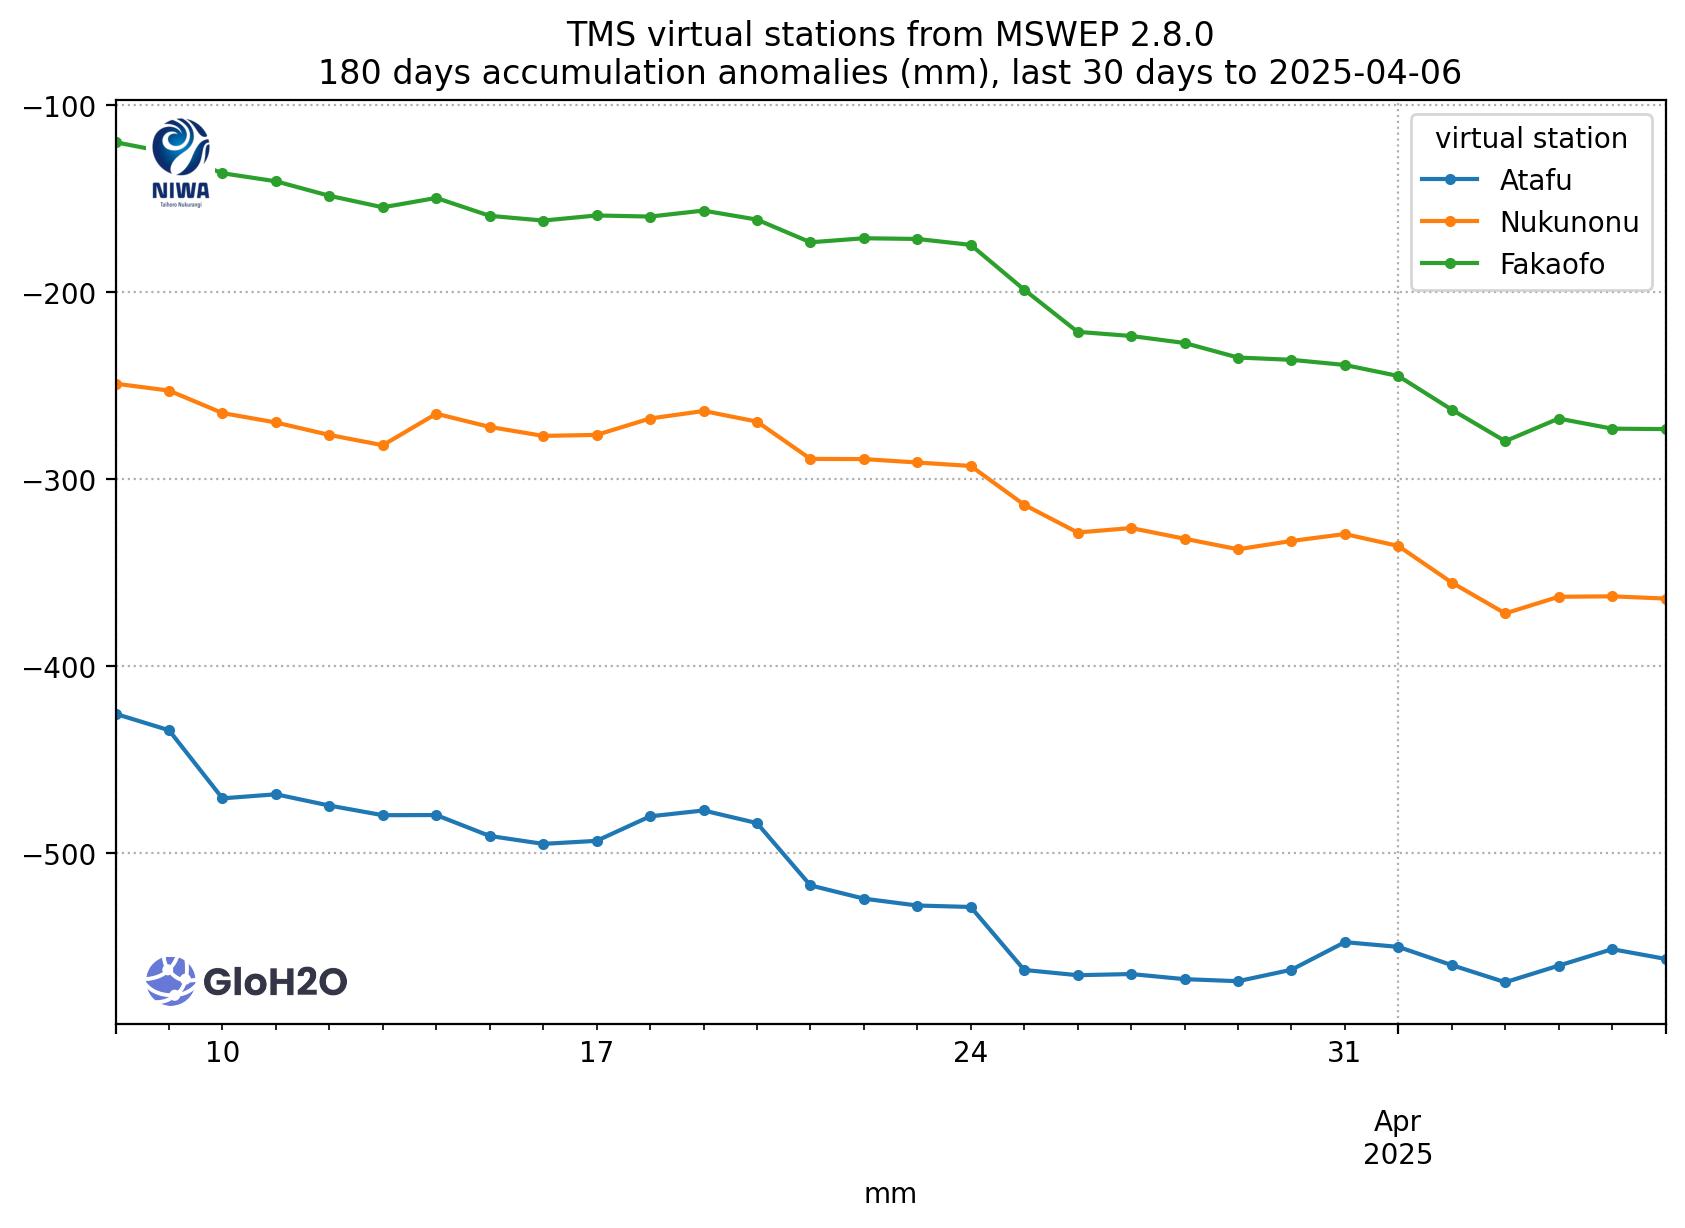 TMS virtual stations from MSWEP 2.8.0
180 days accumulation anomalies (mm), last 30 days to 2025-04-06
−100
−200
−300
−400
−500
NIWA
Taihoro Nukurangi
virtual station
Atafu
Nukunonu
Fakaofo
GloH2O
10 17 24 31
Apr
2025
mm